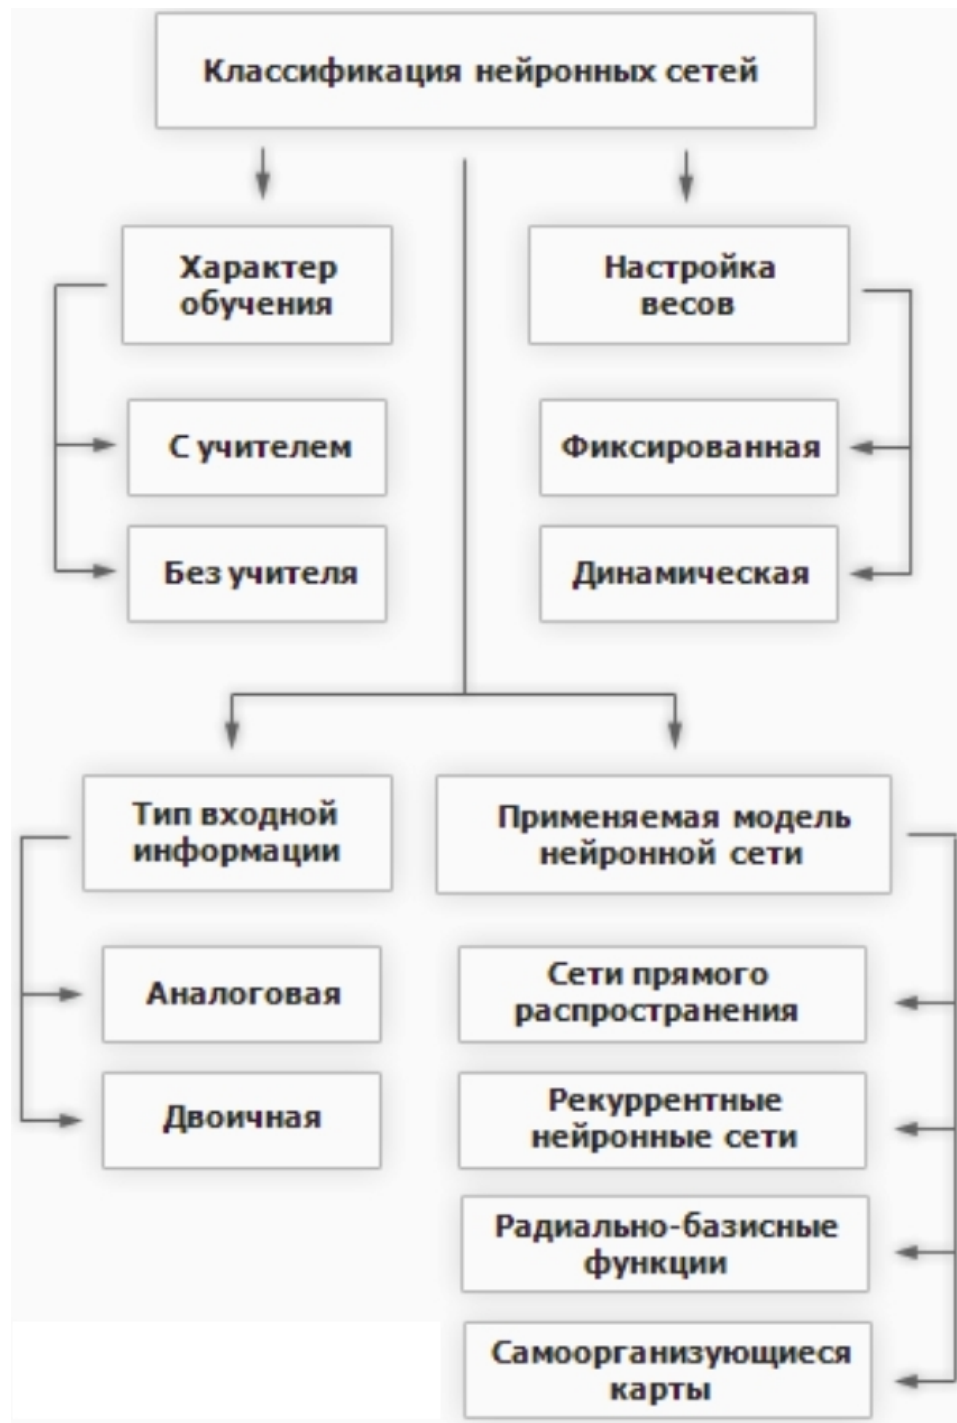 Классификация нейронных сетей
Характер
обучения
С учителем
Без учителя
Настройка
весов
Фиксированная
Динамическая
Тип входной
информации
Аналоговая
Двоичная
Применяемая модель
нейронной сети
Сети прямого
распространения
Рекуррентные
нейронные сети
Радиально-базисные
функции
Самоорганизующиеся
карты